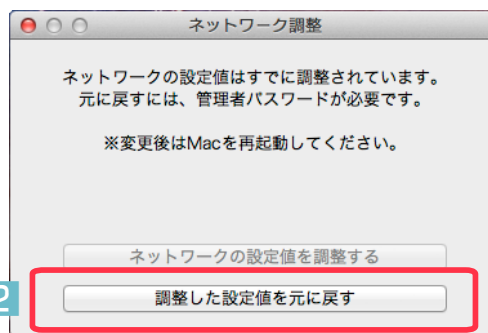 ネットワーク調整
ネットワークの設定値はすでに調整されています。
元に戻すには、管理者パスワードが必要です。
※変更後はMacを再起動してください。
ネットワークの設定値を調整する
2
調整した設定値を元に戻す